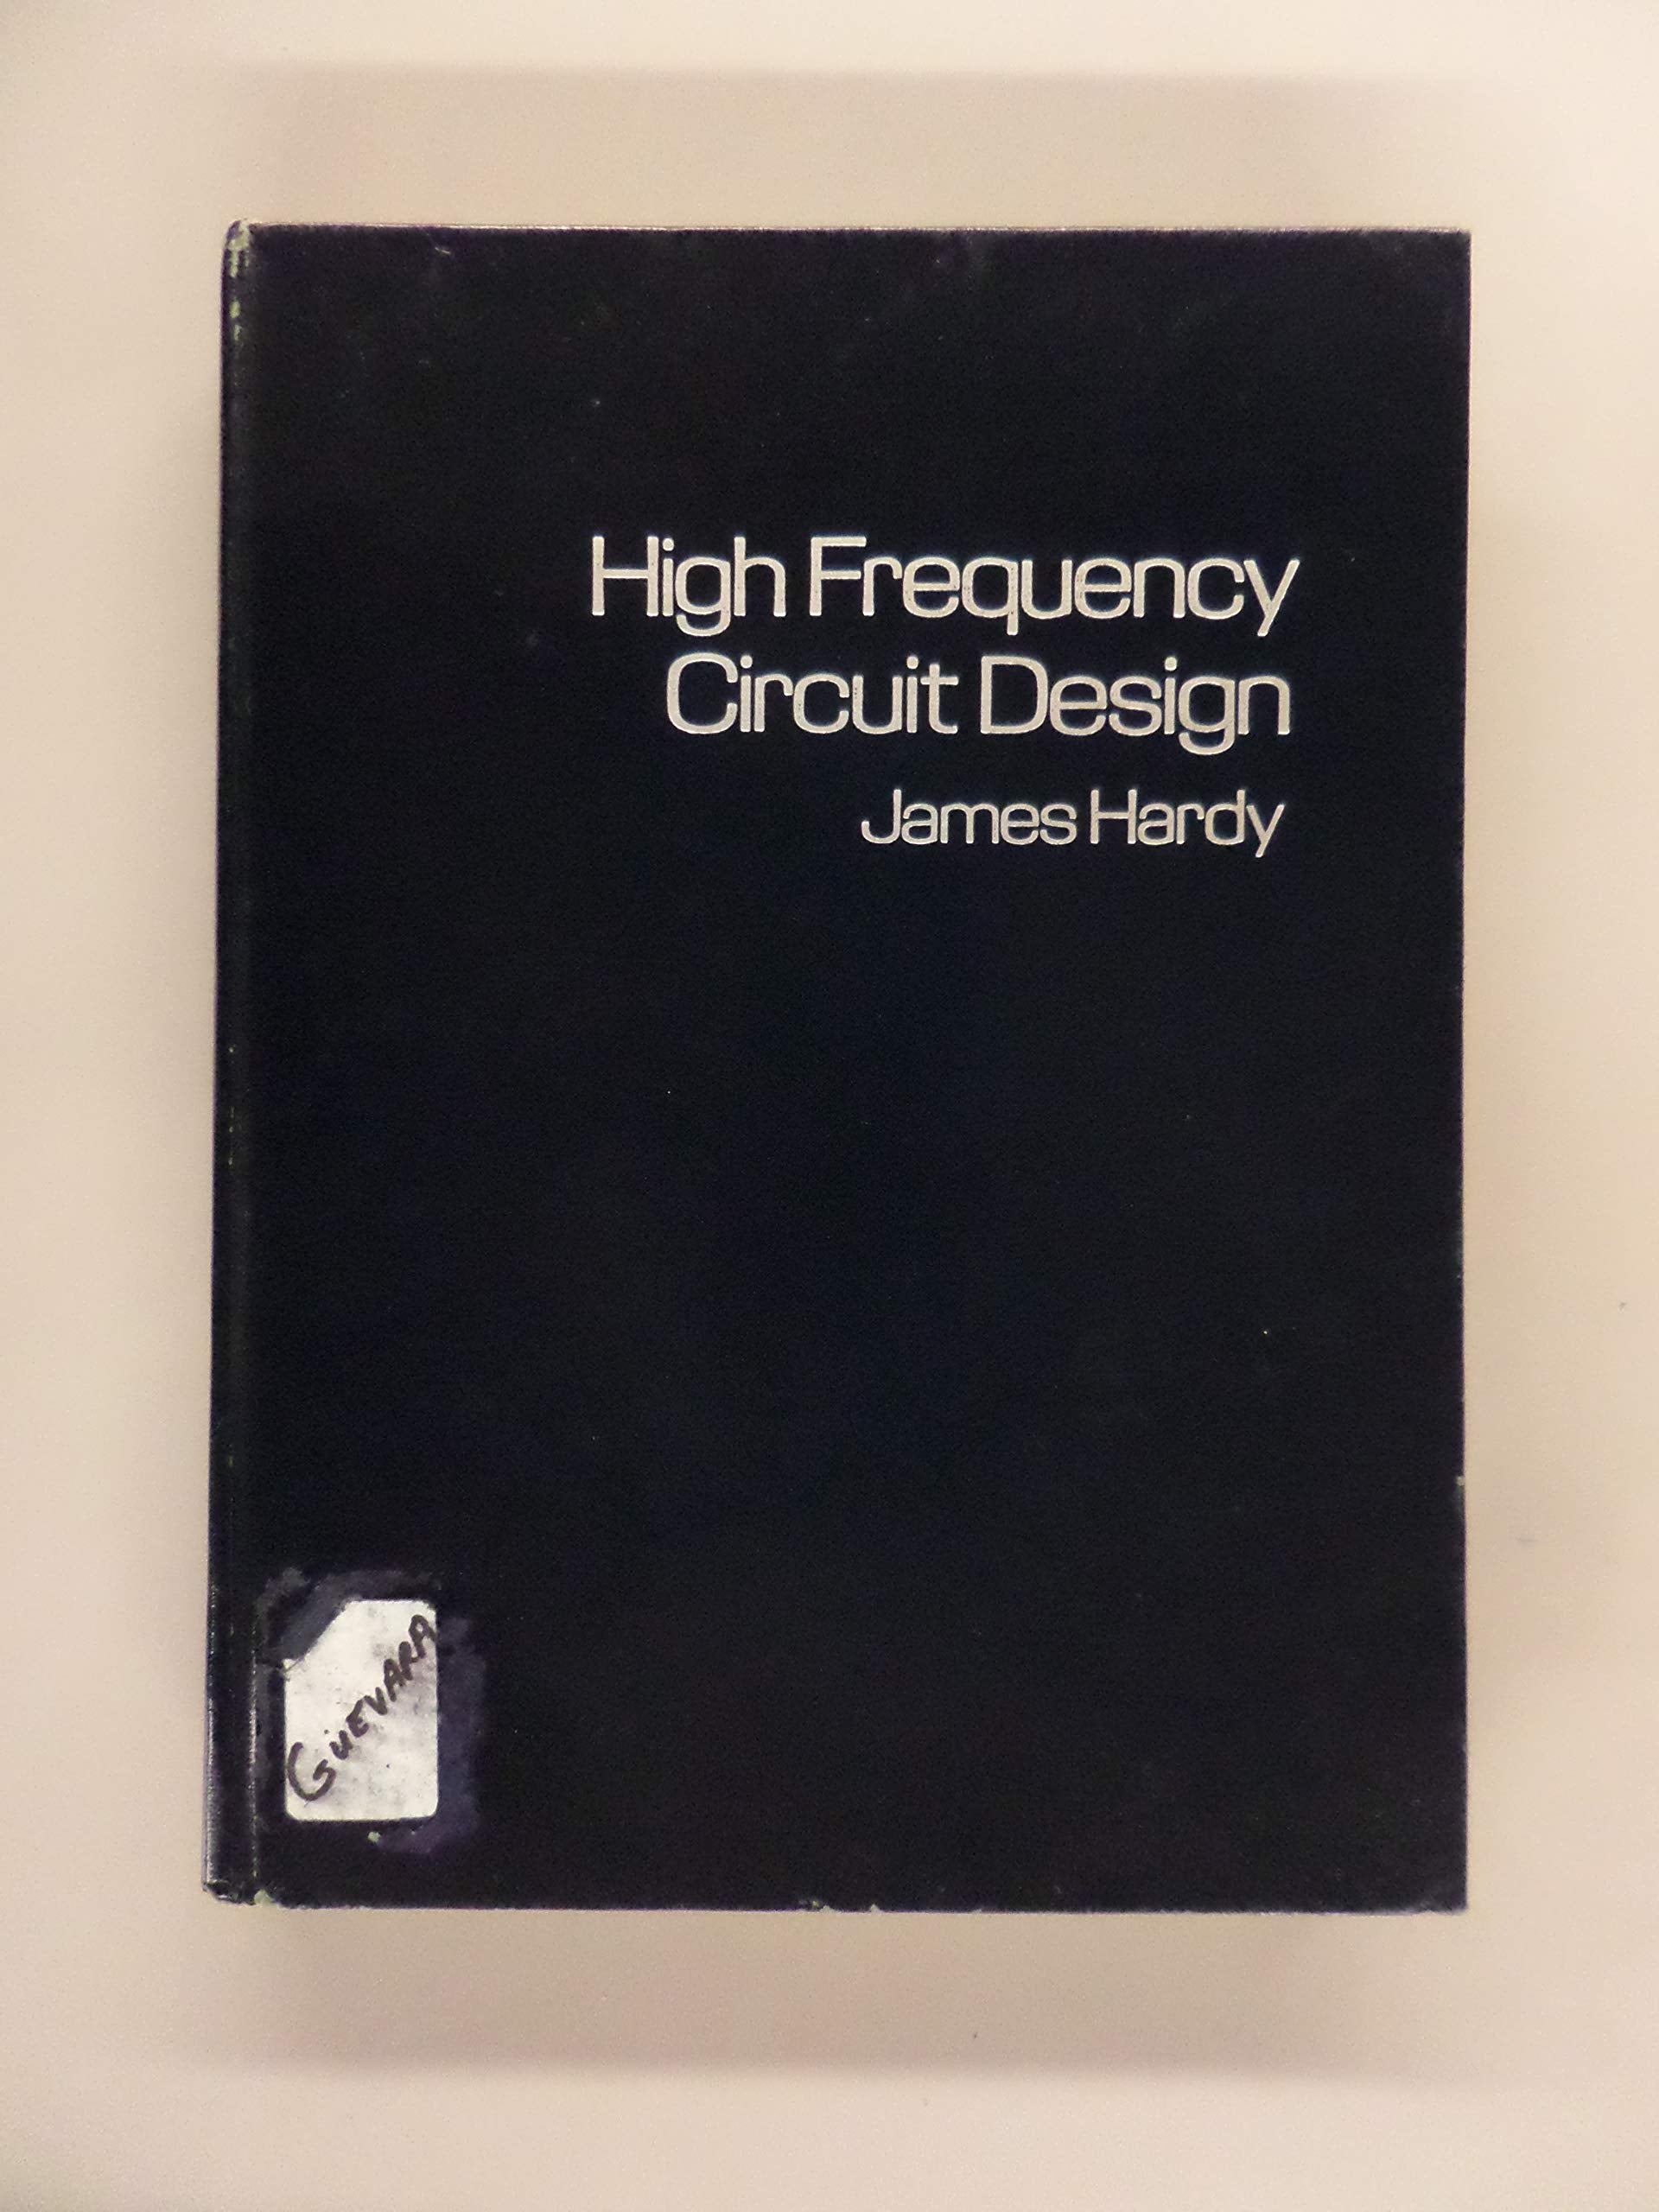 High Frequency
Circuit Design
James Hardy
GUEVARA